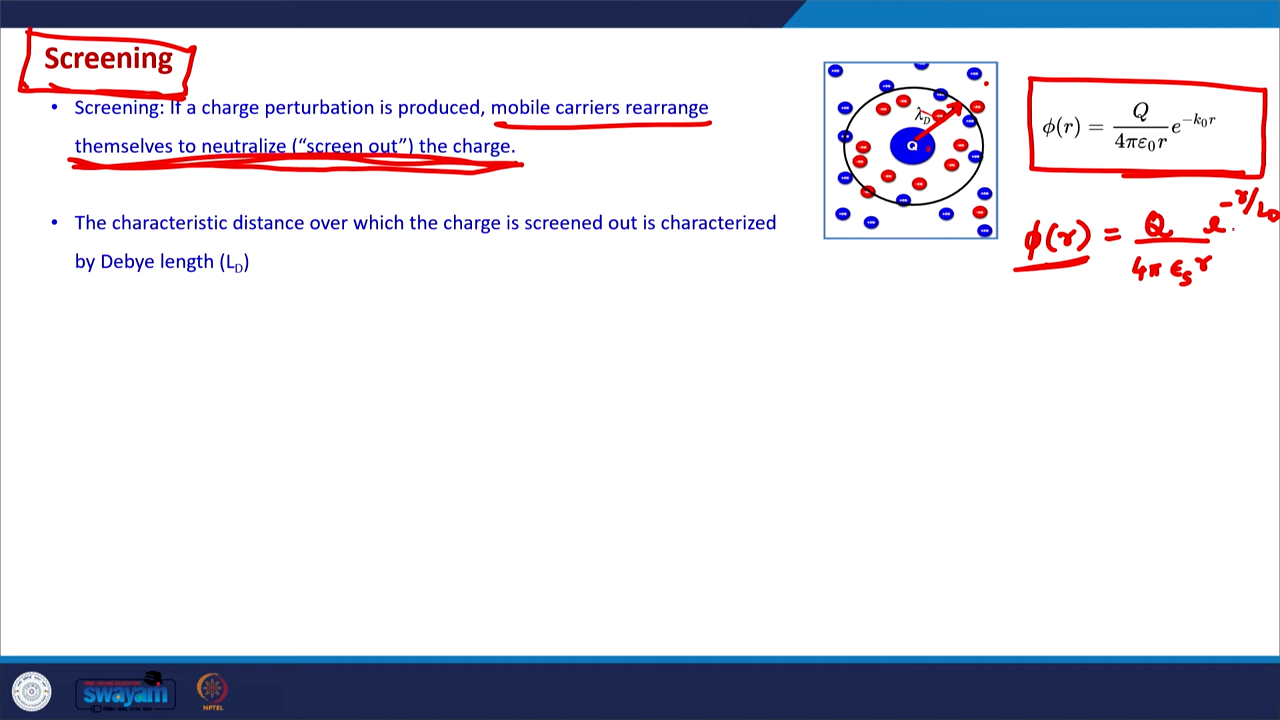 Screening
• Screening: If a charge perturbation is produced, mobile carriers rearrange
themselves to neutralize (“screen out”) the charge.
• The characteristic distance over which the charge is screened out is characterized
by Debye length (L_D)
λ_D
Q
ϕ(r) = Q / (4πε₀r) e^{-k₀r}
ϕ(r) = Q / (4π ε_s r) e^{-r/L_D}
swayam
NPTEL